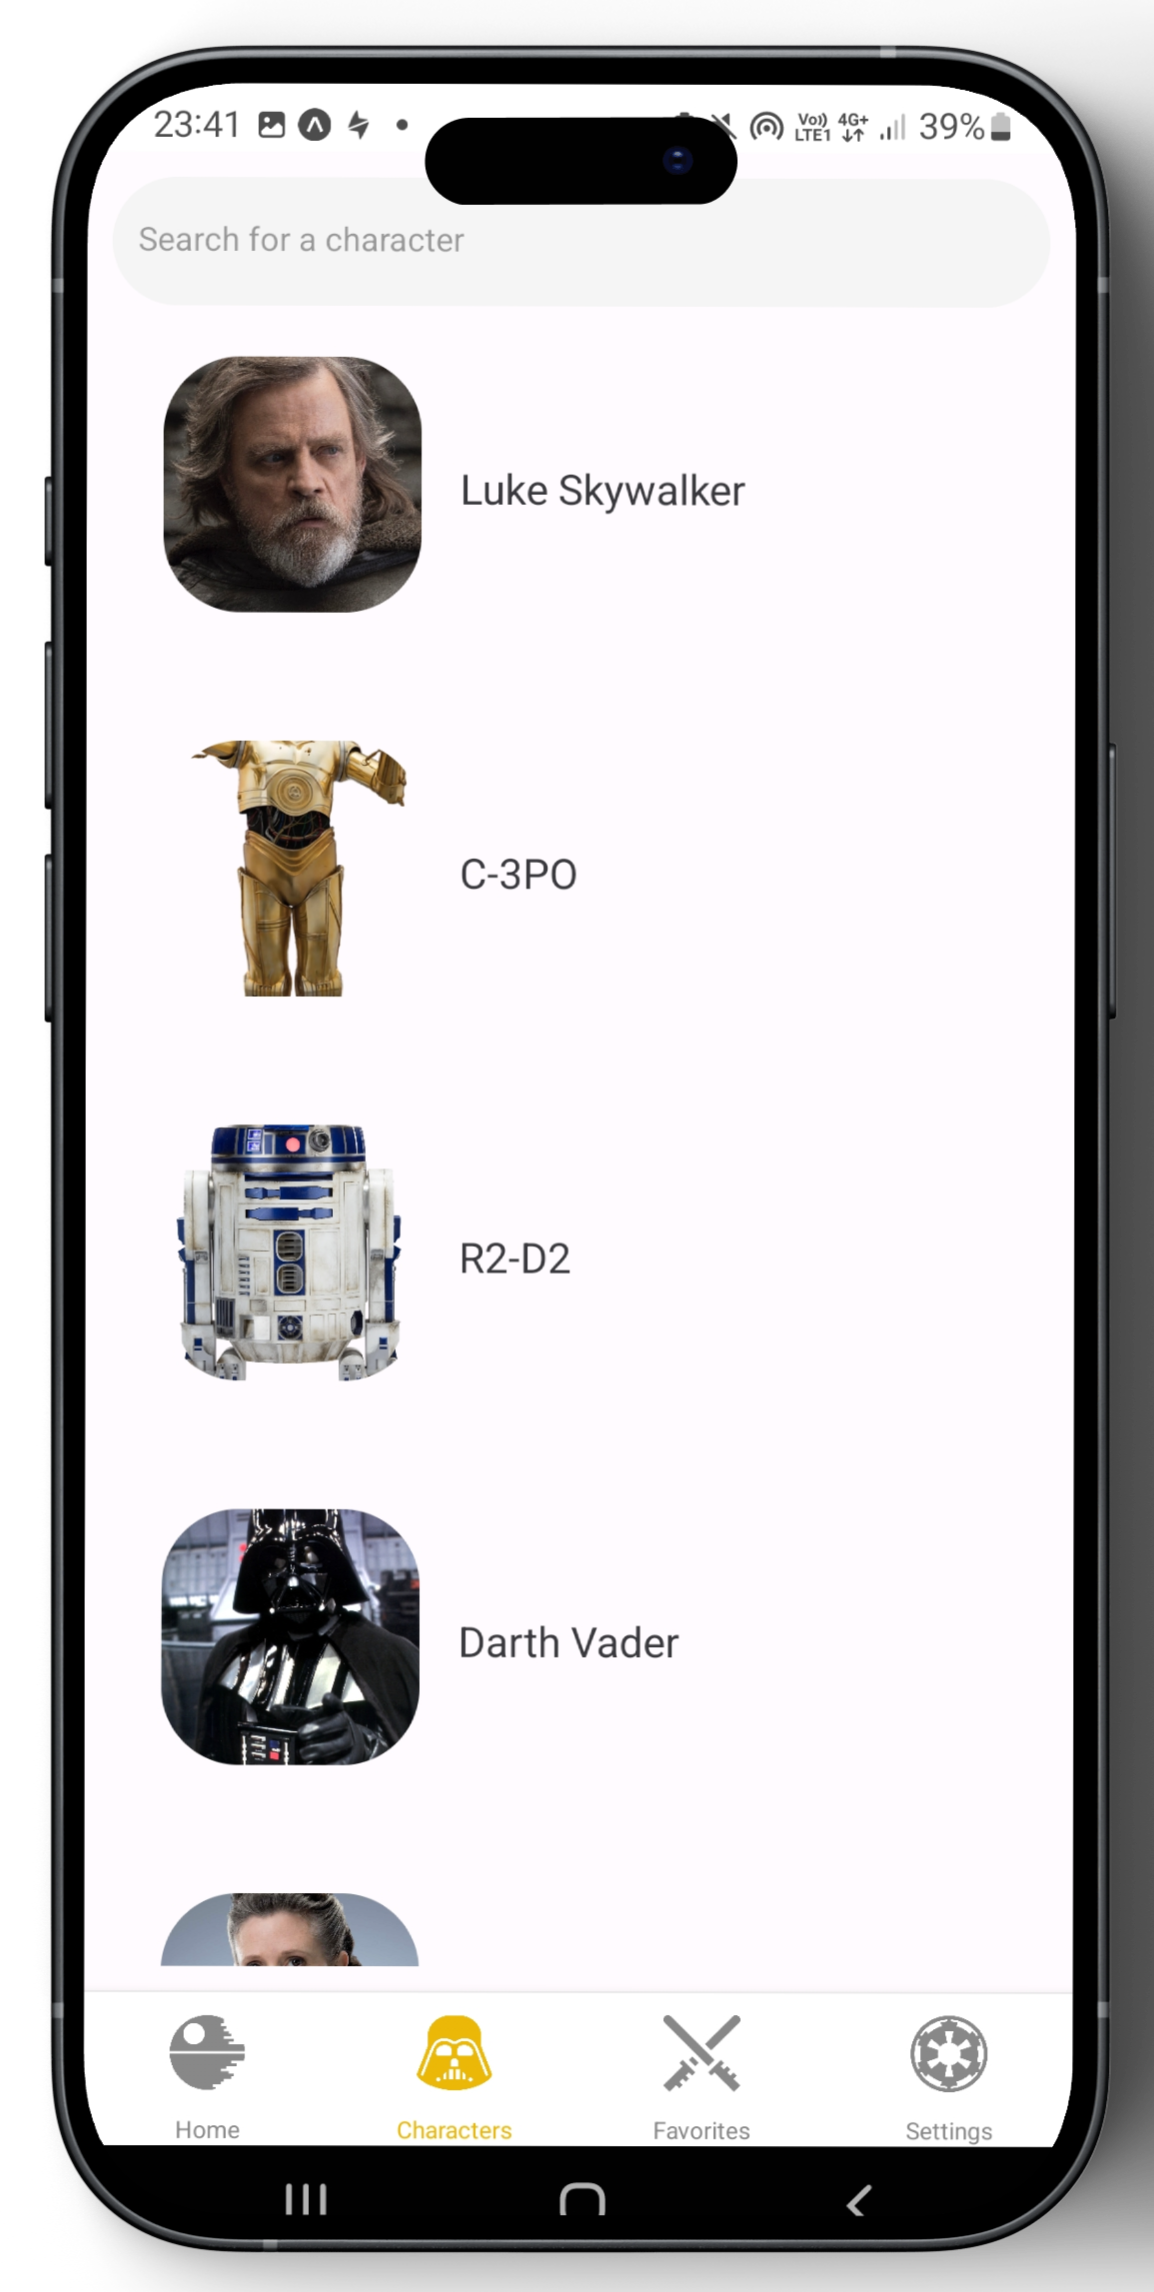 23:41 Vo)) LTE1 4G+ 39%
Search for a character
Luke Skywalker
C-3PO
R2-D2
Darth Vader
Home Characters Favorites Settings